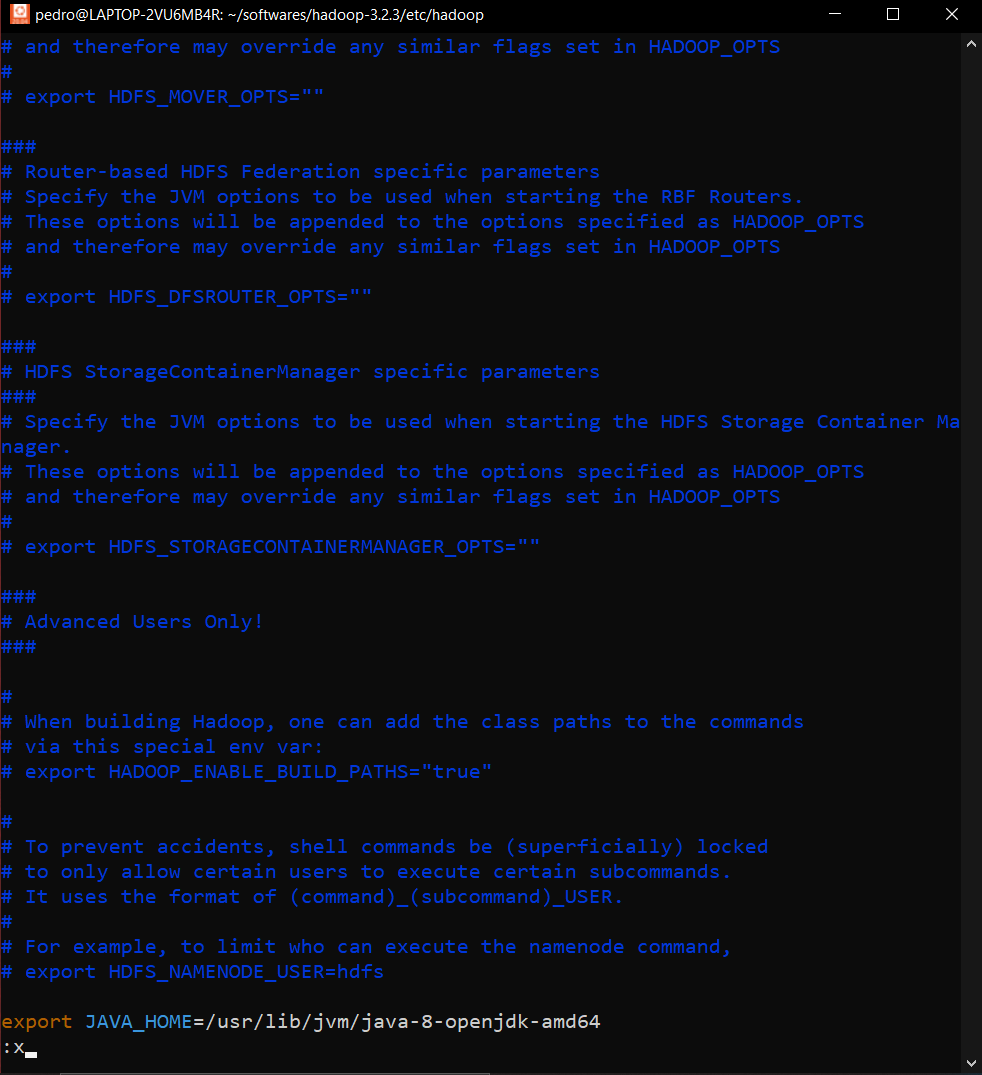 pedro@LAPTOP-2VU6MB4R: ~/softwares/hadoop-3.2.3/etc/hadoop
# and therefore may override any similar flags set in HADOOP_OPTS
#
# export HDFS_MOVER_OPTS=""
###
# Router-based HDFS Federation specific parameters
# Specify the JVM options to be used when starting the RBF Routers.
# These options will be appended to the options specified as HADOOP_OPTS
# and therefore may override any similar flags set in HADOOP_OPTS
#
# export HDFS_DFSROUTER_OPTS=""
###
# HDFS StorageContainerManager specific parameters
###
# Specify the JVM options to be used when starting the HDFS Storage Container Ma
nager.
# These options will be appended to the options specified as HADOOP_OPTS
# and therefore may override any similar flags set in HADOOP_OPTS
#
# export HDFS_STORAGECONTAINERMANAGER_OPTS=""
###
# Advanced Users Only!
###
#
# When building Hadoop, one can add the class paths to the commands
# via this special env var:
# export HADOOP_ENABLE_BUILD_PATHS="true"
#
# To prevent accidents, shell commands be (superficially) locked
# to only allow certain users to execute certain subcommands.
# It uses the format of (command)_(subcommand)_USER.
#
# For example, to limit who can execute the namenode command,
# export HDFS_NAMENODE_USER=hdfs
export JAVA_HOME=/usr/lib/jvm/java-8-openjdk-amd64
:x